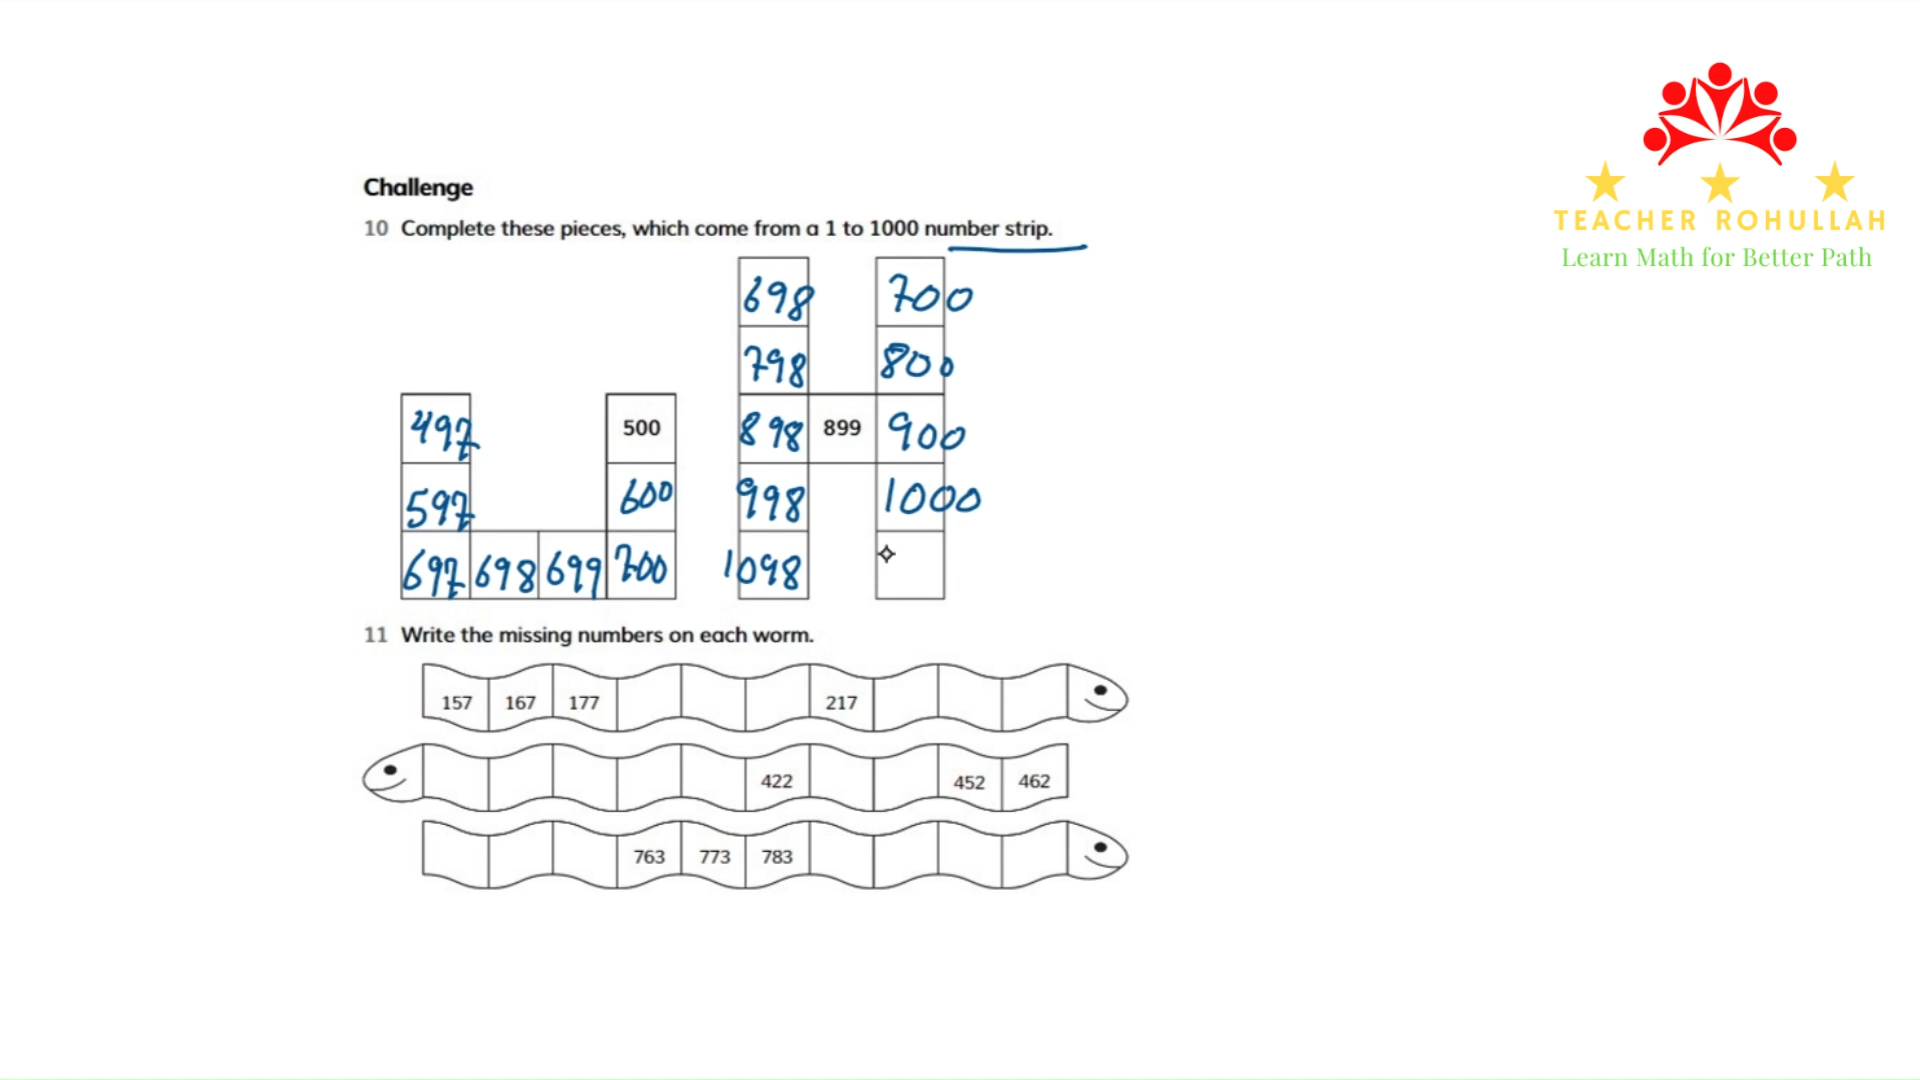 TEACHER ROHULLAH
Learn Math for Better Path
Challenge
10 Complete these pieces, which come from a 1 to 1000 number strip.
698 700
798 800
497 500 898 899 900
597 600 998 1000
697 698 699 700 1098
11 Write the missing numbers on each worm.
157 167 177 217
422 452 462
763 773 783